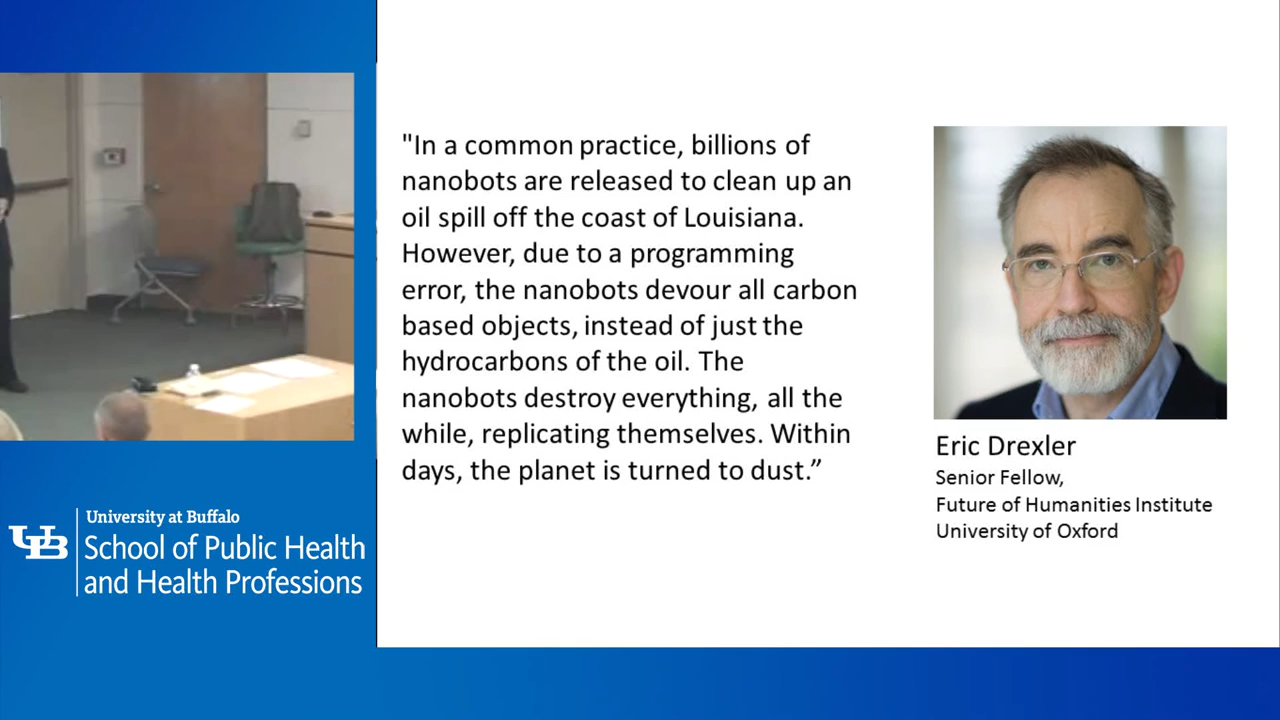 "In a common practice, billions of
nanobots are released to clean up an
oil spill off the coast of Louisiana.
However, due to a programming
error, the nanobots devour all carbon
based objects, instead of just the
hydrocarbons of the oil. The
nanobots destroy everything, all the
while, replicating themselves. Within
days, the planet is turned to dust.”
Eric Drexler
Senior Fellow,
Future of Humanities Institute
University of Oxford
UB
University at Buffalo
School of Public Health
and Health Professions